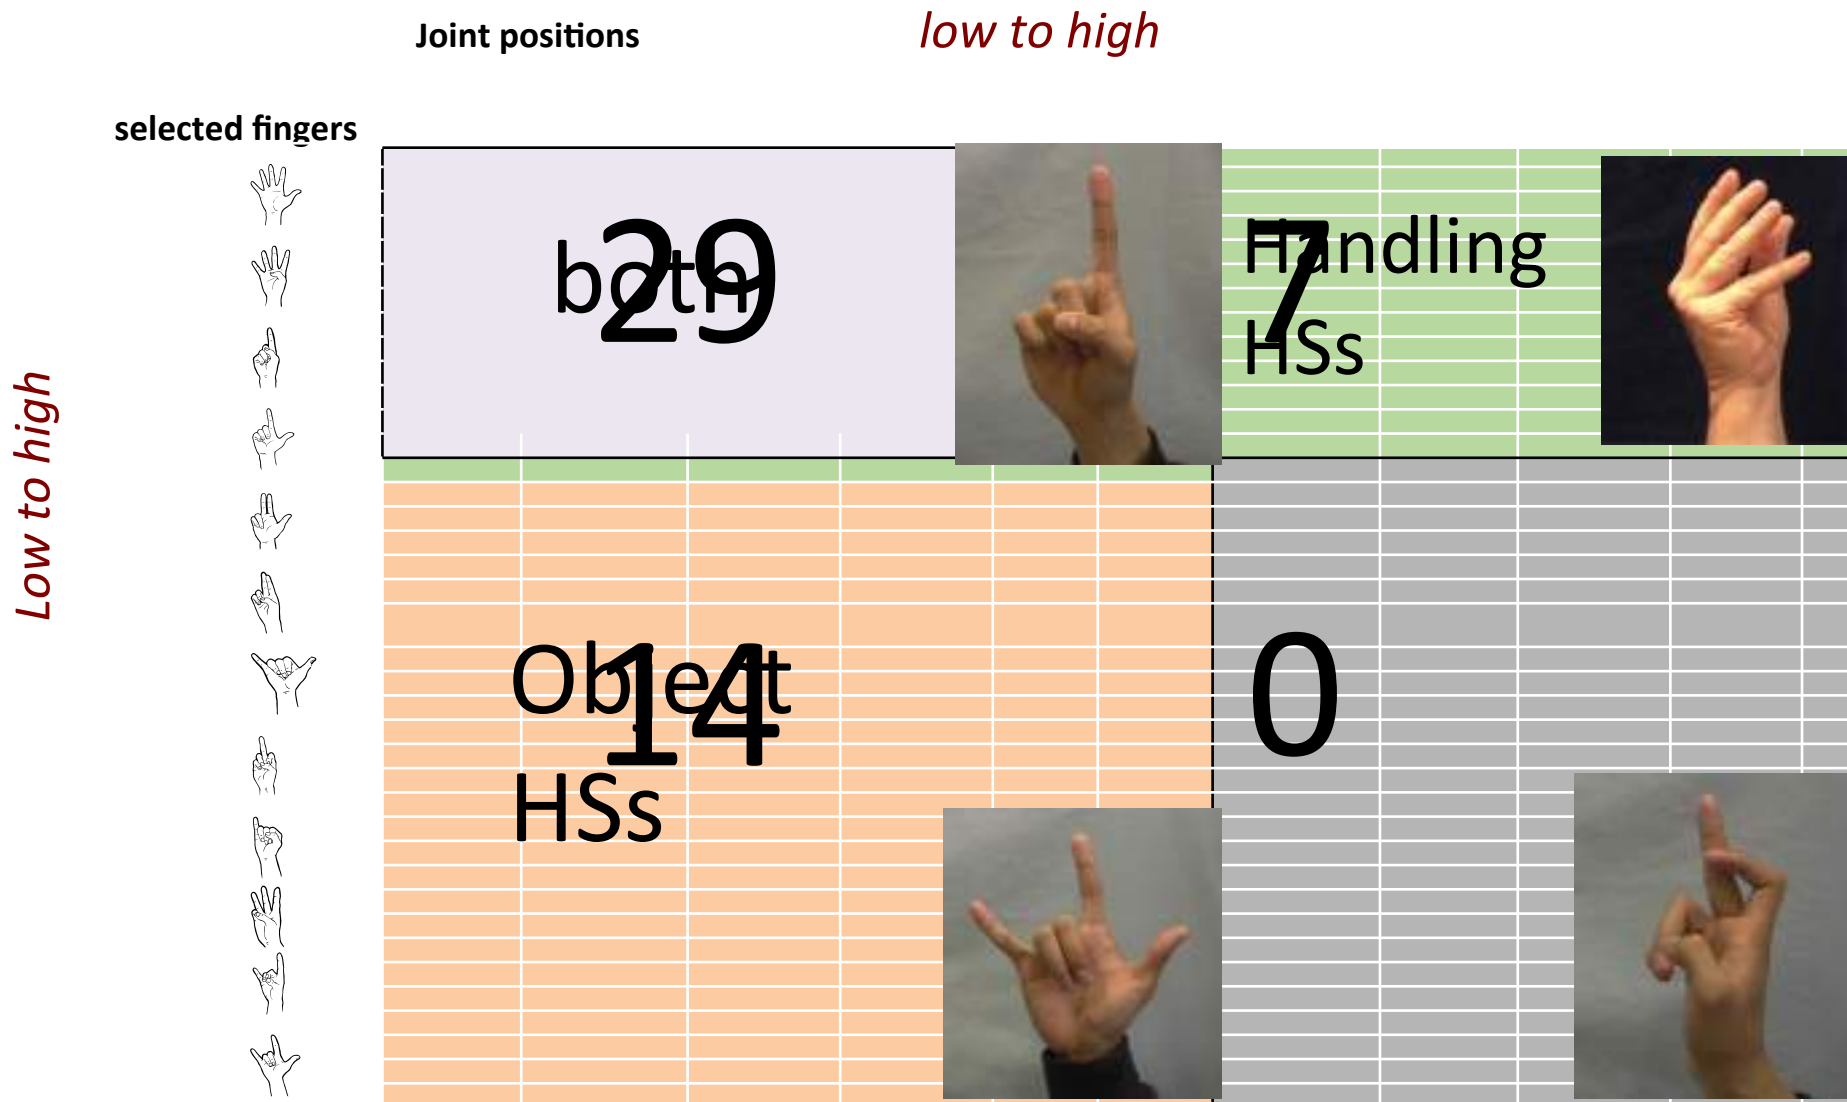 Joint positions
low to high
selected fingers
Low to high
both
29
Handling
HSs
7
Object
HSs
14
0